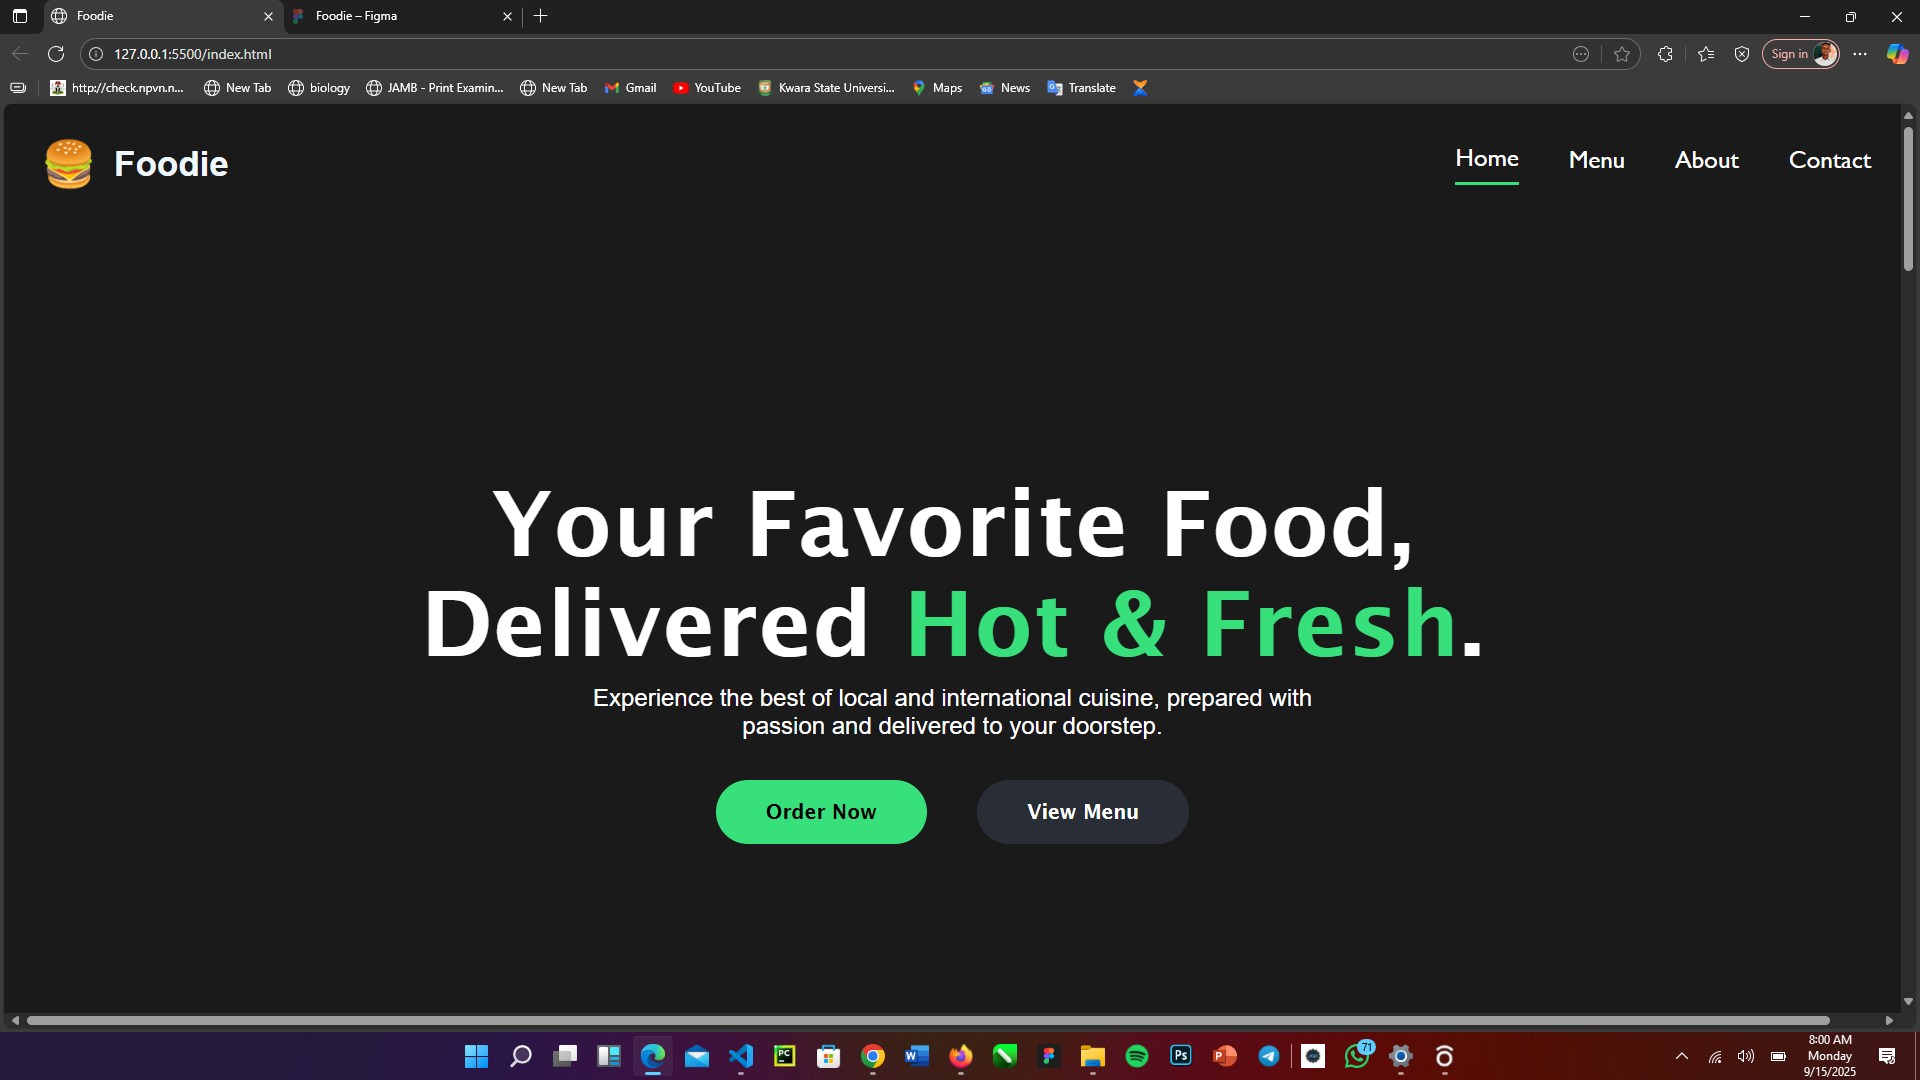 Foodie
Foodie – Figma
127.0.0.1:5500/index.html
Sign in
http://check.npvn.n...
New Tab
biology
JAMB - Print Examin...
New Tab
Gmail
YouTube
Kwara State Universi...
Maps
News
Translate
Foodie
Home
Menu
About
Contact
Your Favorite Food,
Delivered Hot & Fresh.
Experience the best of local and international cuisine, prepared with
passion and delivered to your doorstep.
Order Now
View Menu
PC
W
Ps
P
71
8:00 AM
Monday
9/15/2025